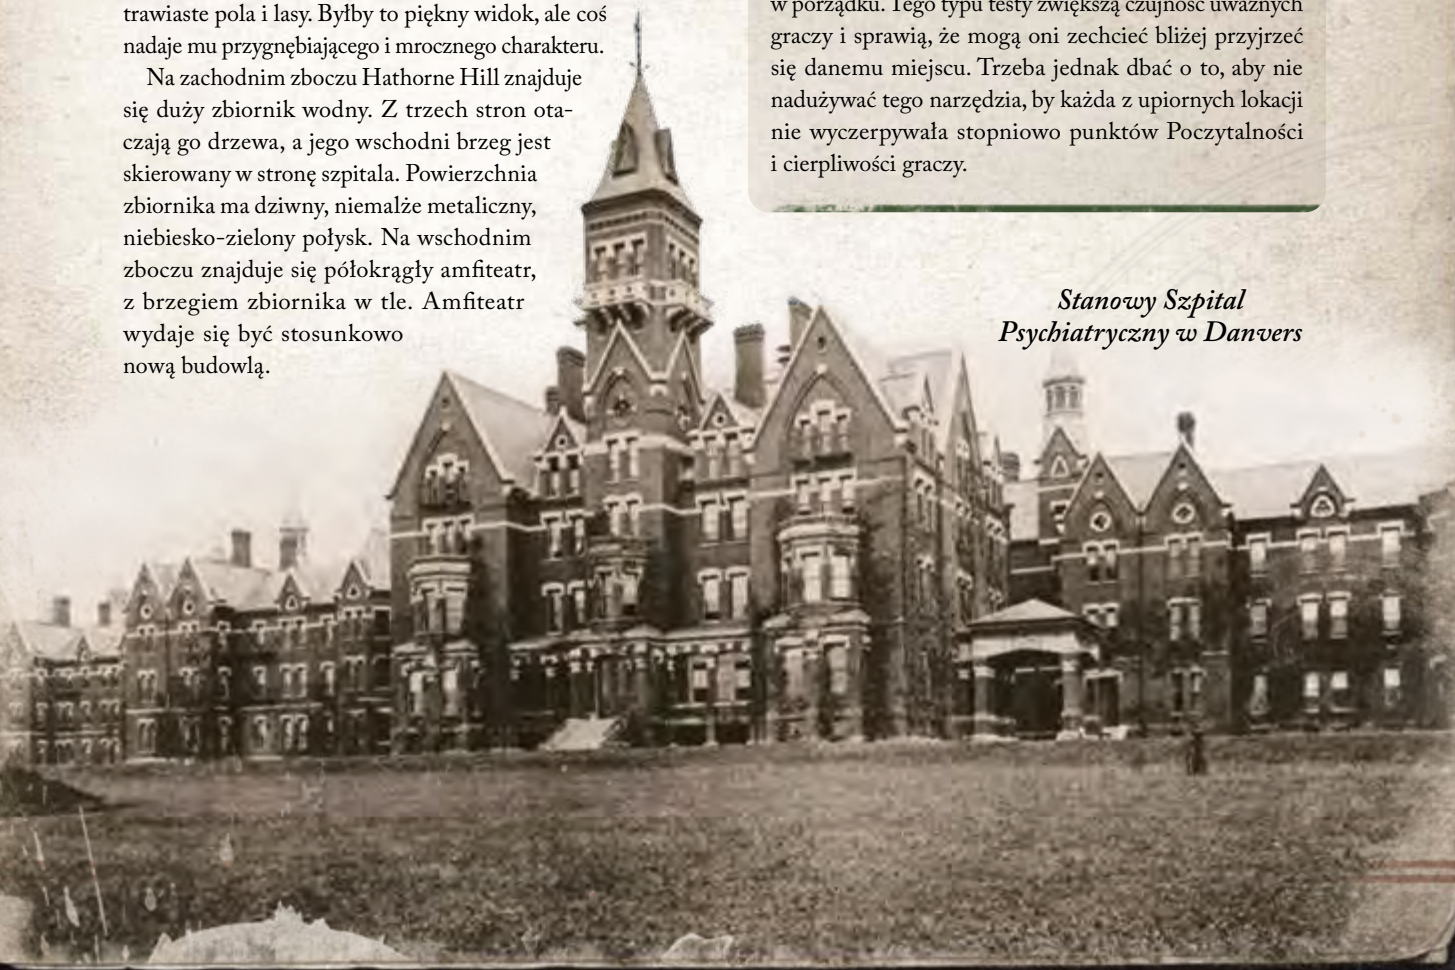 trawiaste pola i lasy. Byłby to piękny widok, ale coś
nadaje mu przygnębiającego i mrocznego charakteru.
Na zachodnim zboczu Hathorne Hill znajduje
się duży zbiornik wodny. Z trzech stron ota-
czają go drzewa, a jego wschodni brzeg jest
skierowany w stronę szpitala. Powierzchnia
zbiornika ma dziwny, niemalże metaliczny,
niebiesko-zielony połysk. Na wschodnim
zboczu znajduje się półokrągły amfiteatr,
z brzegiem zbiornika w tle. Amfiteatr
wydaje się być stosunkowo
nową budowlą.
w porządku. Tego typu testy zwiększą czujność uważnych
graczy i sprawią, że mogą oni zechcieć bliżej przyjrzeć
się danemu miejscu. Trzeba jednak dbać o to, aby nie
nadużywać tego narzędzia, by każda z upiornych lokacji
nie wyczerpywała stopniowo punktów Poczytalności
i cierpliwości graczy.
Stanowy Szpital
Psychiatryczny w Danvers